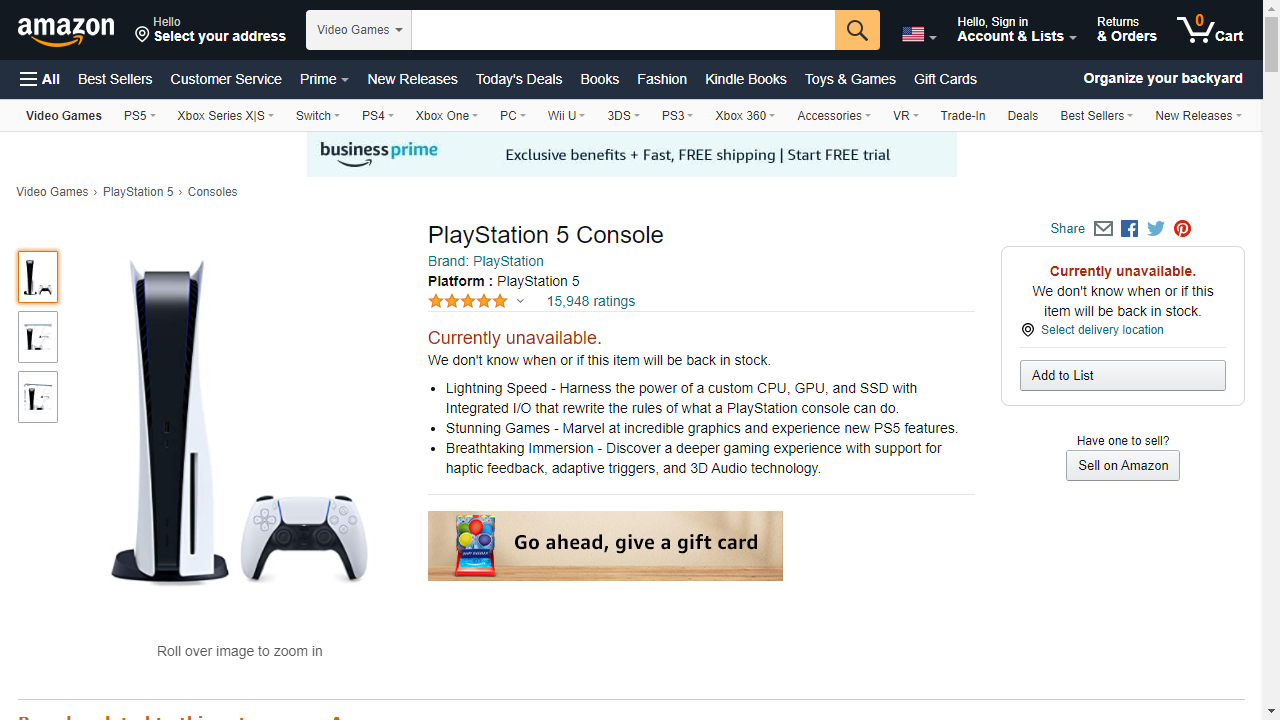 amazon
Hello
Select your address
Video Games
Hello, Sign in
Account & Lists
Returns
& Orders
0
Cart
All
Best Sellers
Customer Service
Prime
New Releases
Today's Deals
Books
Fashion
Kindle Books
Toys & Games
Gift Cards
Organize your backyard
Video Games
PS5
Xbox Series X|S
Switch
PS4
Xbox One
PC
Wii U
3DS
PS3
Xbox 360
Accessories
VR
Trade-In
Deals
Best Sellers
New Releases
business prime
Exclusive benefits + Fast, FREE shipping | Start FREE trial
Video Games › PlayStation 5 › Consoles
PlayStation 5 Console
Brand: PlayStation
Platform : PlayStation 5
15,948 ratings
Currently unavailable.
We don't know when or if this item will be back in stock.
Lightning Speed - Harness the power of a custom CPU, GPU, and SSD with
Integrated I/O that rewrite the rules of what a PlayStation console can do.
Stunning Games - Marvel at incredible graphics and experience new PS5 features.
Breathtaking Immersion - Discover a deeper gaming experience with support for
haptic feedback, adaptive triggers, and 3D Audio technology.
Go ahead, give a gift card
Roll over image to zoom in
Share
Currently unavailable.
We don't know when or if this
item will be back in stock.
Select delivery location
Add to List
Have one to sell?
Sell on Amazon